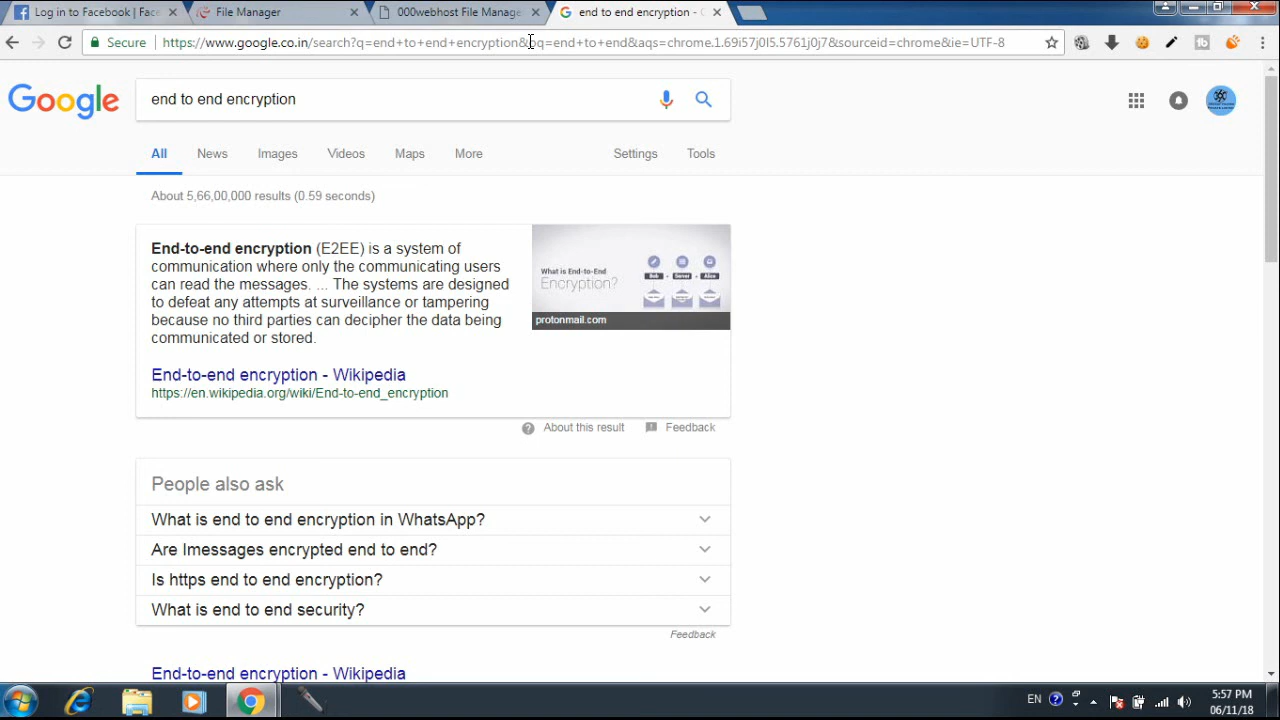 Log in to Facebook | Face
File Manager
000webhost File Manage
end to end encryption -
Secure
https://www.google.co.in/search?q=end+to+end+encryption&oq=end+to+end&aqs=chrome.1.69i57j0l5.5761j0j7&sourceid=chrome&ie=UTF-8
Google
end to end encryption
All
News
Images
Videos
Maps
More
Settings
Tools
About 5,66,00,000 results (0.59 seconds)
End-to-end encryption (E2EE) is a system of
communication where only the communicating users
can read the messages. ... The systems are designed
to defeat any attempts at surveillance or tampering
because no third parties can decipher the data being
communicated or stored.
What is End-to-End
Encryption?
Bob
Server
Alice
protonmail.com
End-to-end encryption - Wikipedia
https://en.wikipedia.org/wiki/End-to-end_encryption
About this result
Feedback
People also ask
What is end to end encryption in WhatsApp?
Are Imessages encrypted end to end?
Is https end to end encryption?
What is end to end security?
Feedback
End-to-end encryption - Wikipedia
EN
5:57 PM
06/11/18